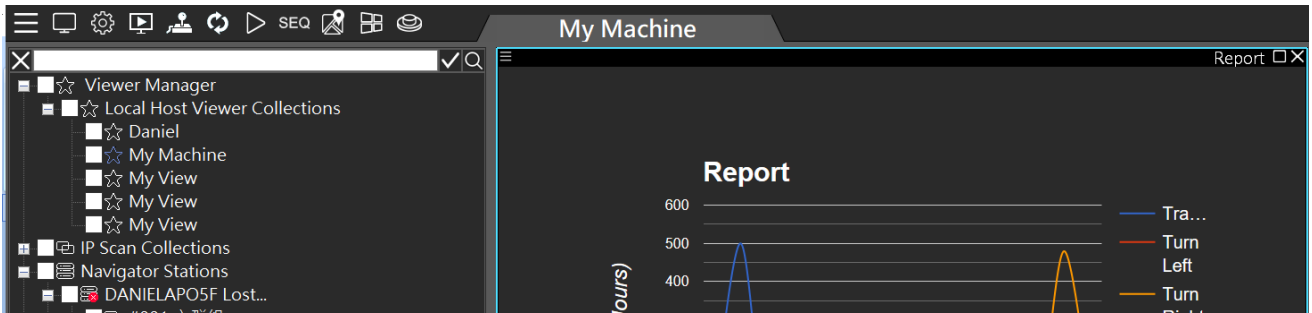 SEQ
My Machine
Report
Viewer Manager
Local Host Viewer Collections
Daniel
My Machine
My View
My View
My View
IP Scan Collections
Navigator Stations
DANIELAPO5F Lost...
Report
600
500
400
Tra...
Turn
Left
Turn